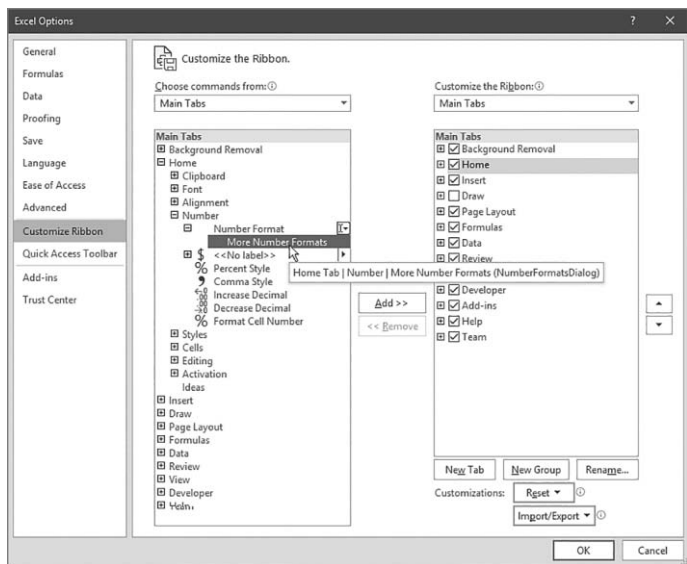 Excel Options
General
Formulas
Data
Proofing
Save
Language
Ease of Access
Advanced
Customize Ribbon
Quick Access Toolbar
Add-ins
Trust Center
Customize the Ribbon.
Choose commands from:
Main Tabs
Main Tabs
Background Removal
Home
Clipboard
Font
Alignment
Number
Number Format
More Number Formats
$ <<No label>>
% Percent Style
Comma Style
Increase Decimal
Decrease Decimal
% Format Cell Number
Styles
Cells
Editing
Activation
Ideas
Insert
Draw
Page Layout
Formulas
Data
Review
View
Developer
Home Tab | Number | More Number Formats (NumberFormatsDialog)
Add >>
<< Remove
Customize the Ribbon:
Main Tabs
Main Tabs
Background Removal
Home
Insert
Draw
Page Layout
Formulas
Data
Review
Developer
Add-ins
Help
Team
New Tab
New Group
Rename...
Customizations:
Reset
Import/Export
OK
Cancel